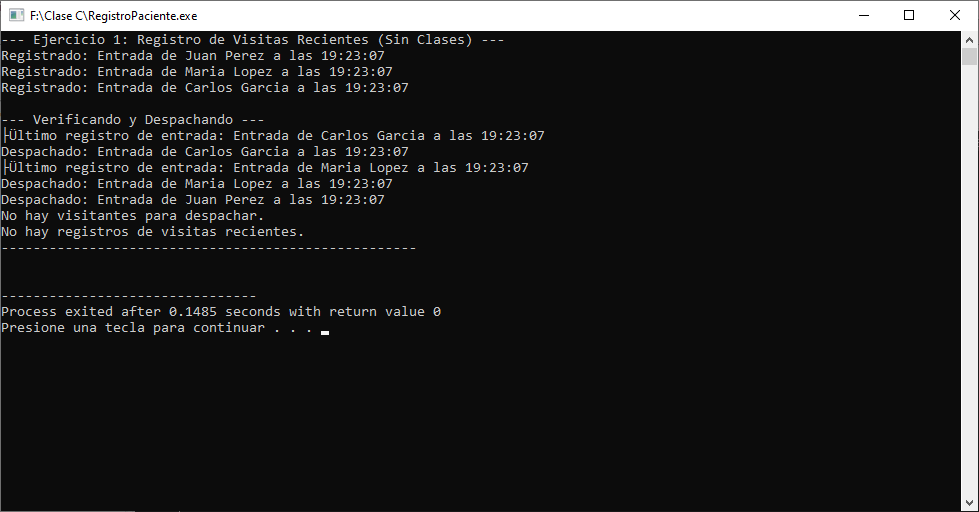 F:\Clase C\RegistroPaciente.exe
--- Ejercicio 1: Registro de Visitas Recientes (Sin Clases) ---
Registrado: Entrada de Juan Perez a las 19:23:07
Registrado: Entrada de Maria Lopez a las 19:23:07
Registrado: Entrada de Carlos Garcia a las 19:23:07
--- Verificando y Despachando ---
├Ültimo registro de entrada: Entrada de Carlos Garcia a las 19:23:07
Despachado: Entrada de Carlos Garcia a las 19:23:07
├Ültimo registro de entrada: Entrada de Maria Lopez a las 19:23:07
Despachado: Entrada de Maria Lopez a las 19:23:07
Despachado: Entrada de Juan Perez a las 19:23:07
No hay visitantes para despachar.
No hay registros de visitas recientes.
----------------------------------------------------
--------------------------------
Process exited after 0.1485 seconds with return value 0
Presione una tecla para continuar . . .